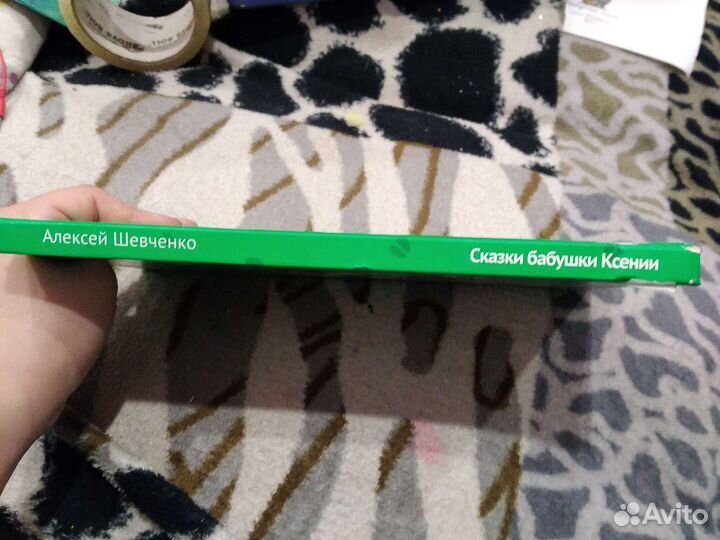 Алексей Шевченко
Сказки бабушки Ксении
Avito